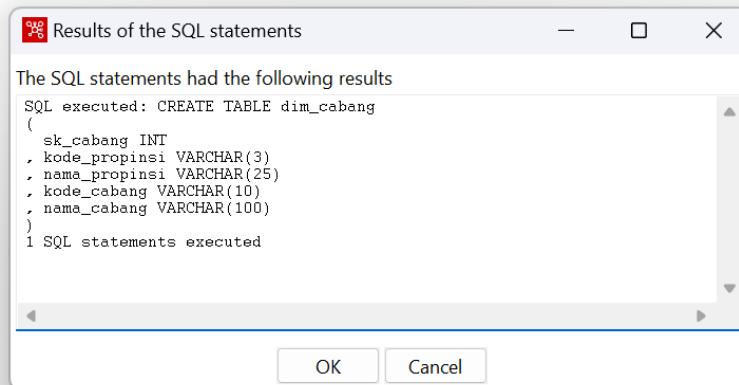 Results of the SQL statements
The SQL statements had the following results
SQL executed: CREATE TABLE dim_cabang
(
  sk_cabang INT
, kode_propinsi VARCHAR(3)
, nama_propinsi VARCHAR(25)
, kode_cabang VARCHAR(10)
, nama_cabang VARCHAR(100)
)
1 SQL statements executed
OK Cancel